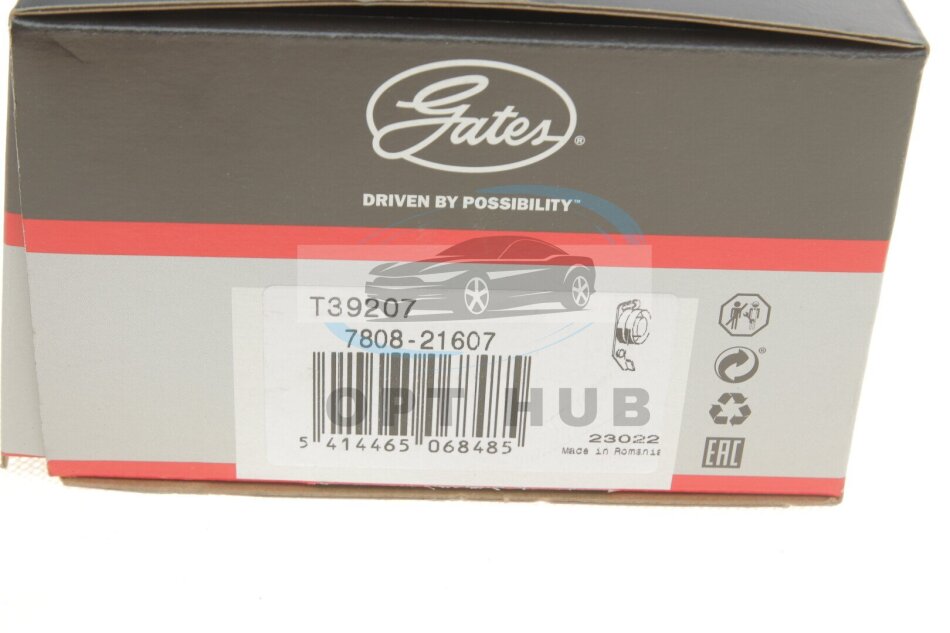 Gates®
DRIVEN BY POSSIBILITY™
T39207
7808-21607
OPT HUB
5 414465 068485
23022
Made in Romania
EAC